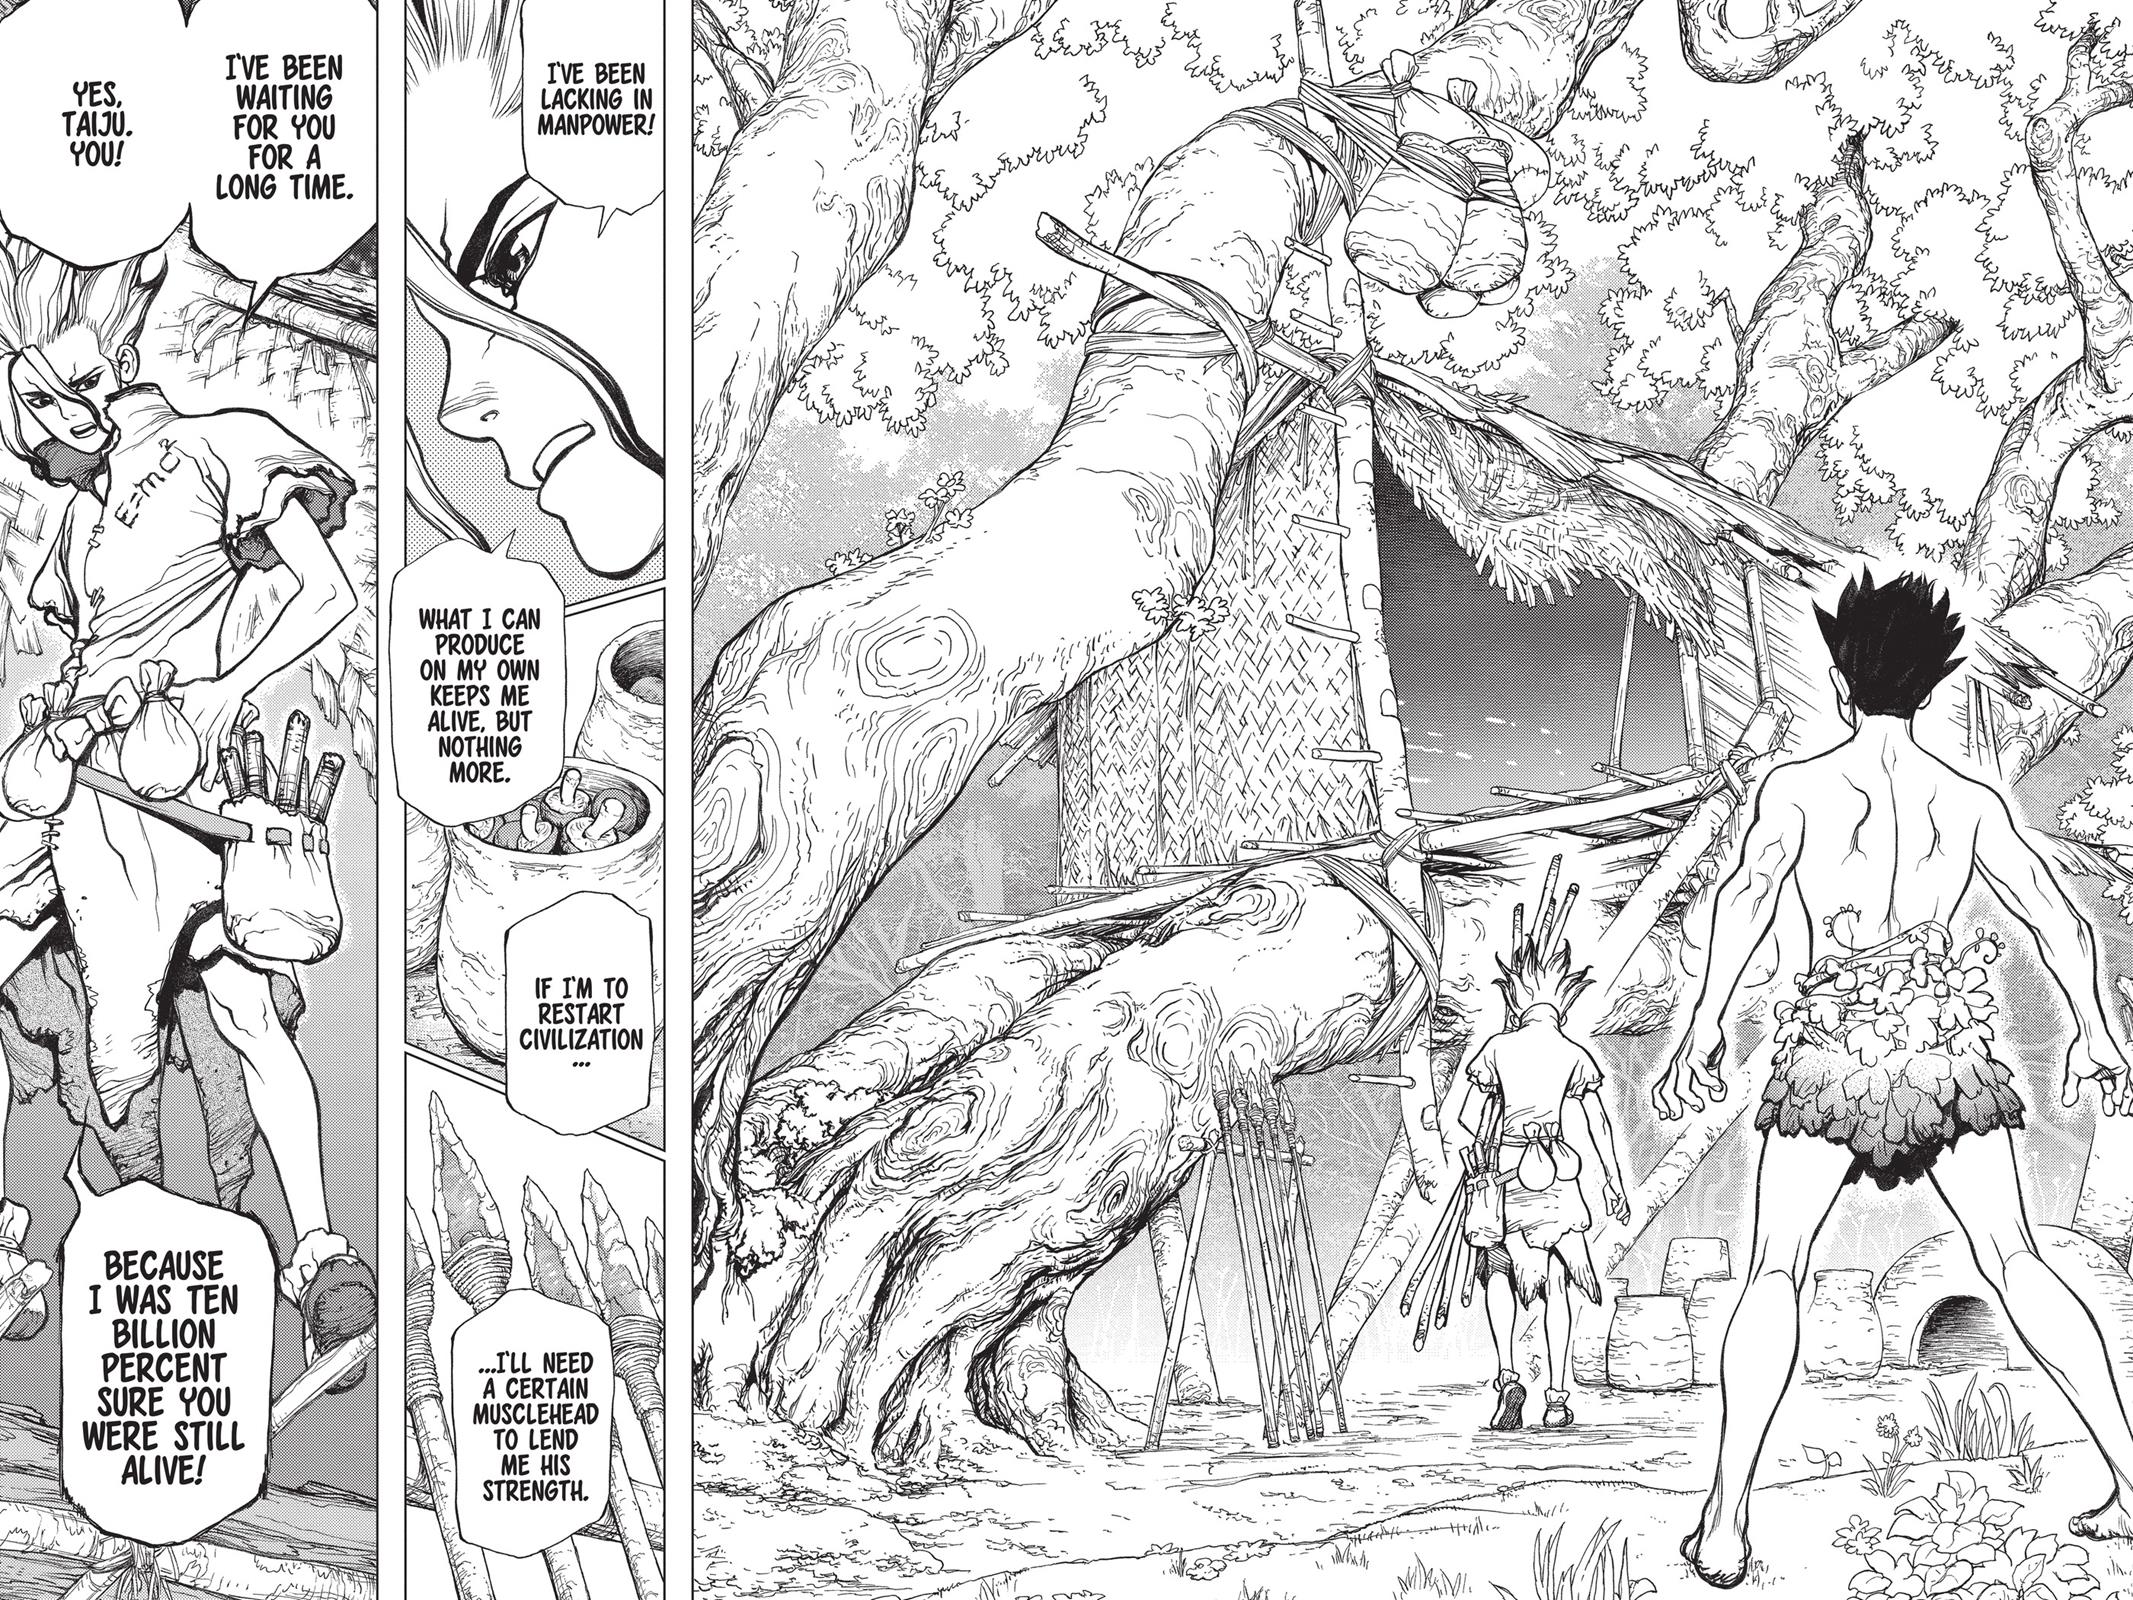 I'VE BEEN
LACKING IN
MANPOWER!
WHAT I CAN
PRODUCE
ON MY OWN
KEEPS ME
ALIVE, BUT
NOTHING
MORE.
IF I'M TO
RESTART
CIVILIZATION
...
...I'LL NEED
A CERTAIN
MUSCLEHEAD
TO LEND
ME HIS
STRENGTH.
I'VE BEEN
WAITING
FOR YOU
FOR A
LONG TIME.
YES,
TAIJU.
YOU!
E=mc²
BECAUSE
I WAS TEN
BILLION
PERCENT
SURE YOU
WERE STILL
ALIVE!